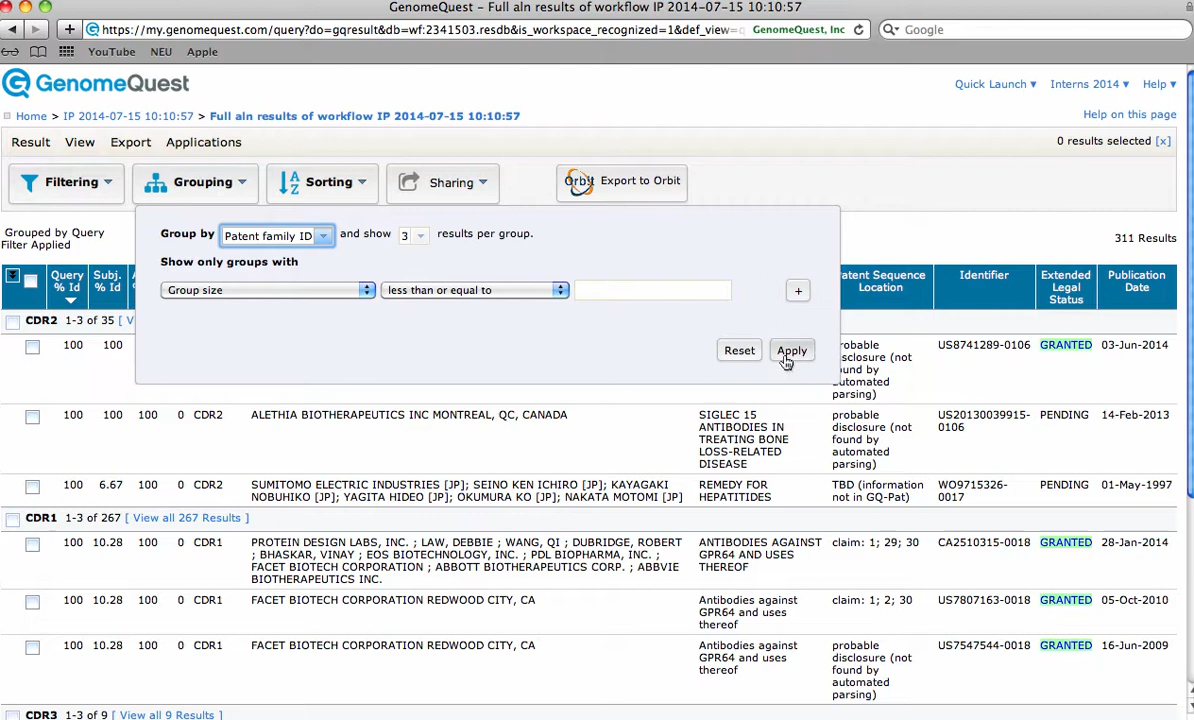 GenomeQuest - Full aln results of workflow IP 2014-07-15 10:10:57
https://my.genomequest.com/query?do=gqresult&db=wf:2341503.resdb&is_workspace_recognized=1&def_view= GenomeQuest, Inc
Google
YouTube NEU Apple
GenomeQuest
Quick Launch Interns 2014 Help
Home > IP 2014-07-15 10:10:57 > Full aln results of workflow IP 2014-07-15 10:10:57
Help on this page
Result View Export Applications
0 results selected [x]
Filtering Grouping Sorting Sharing Orbit Export to Orbit
Grouped by Query
Filter Applied
311 Results
Group by Patent family ID and show 3 results per group.
Show only groups with
Group size less than or equal to +
Reset Apply
Query % Id
Subj. % Id
Patent Sequence Location
Identifier
Extended Legal Status
Publication Date
CDR2 1-3 of 35 [ V
100 100 100 0 CDR2
probable
disclosure (not
found by
automated
parsing)
US8741289-0106 GRANTED 03-Jun-2014
100 100 100 0 CDR2 ALETHIA BIOTHERAPEUTICS INC MONTREAL, QC, CANADA
SIGLEC 15
ANTIBODIES IN
TREATING BONE
LOSS-RELATED
DISEASE
probable
disclosure (not
found by
automated
parsing)
US20130039915-
0106
PENDING 14-Feb-2013
100 6.67 100 0 CDR2
SUMITOMO ELECTRIC INDUSTRIES [JP]; SEINO KEN ICHIRO [JP]; KAYAGAKI
NOBUHIKO [JP]; YAGITA HIDEO [JP]; OKUMURA KO [JP]; NAKATA MOTOMI [JP]
REMEDY FOR
HEPATITIDES
TBD (information
not in GQ-Pat)
WO9715326-
0017
PENDING 01-May-1997
CDR1 1-3 of 267 [ View all 267 Results ]
100 10.28 100 0 CDR1
PROTEIN DESIGN LABS, INC. ; LAW, DEBBIE ; WANG, QI ; DUBRIDGE, ROBERT
; BHASKAR, VINAY ; EOS BIOTECHNOLOGY, INC. ; PDL BIOPHARMA, INC. ;
FACET BIOTECH CORPORATION ; ABBOTT BIOTHERAPEUTICS CORP. ; ABBVIE
BIOTHERAPEUTICS INC.
ANTIBODIES AGAINST
GPR64 AND USES
THEREOF
claim: 1; 29; 30
CA2510315-0018 GRANTED 28-Jan-2014
100 10.28 100 0 CDR1 FACET BIOTECH CORPORATION REDWOOD CITY, CA
Antibodies against
GPR64 and uses
thereof
claim: 1; 2; 30
US7807163-0018 GRANTED 05-Oct-2010
100 10.28 100 0 CDR1 FACET BIOTECH CORPORATION REDWOOD CITY, CA
Antibodies against
GPR64 and uses
thereof
probable
disclosure (not
found by
automated
parsing)
US7547544-0018 GRANTED 16-Jun-2009
CDR3 1-3 of 9 [ View all 9 Results ]